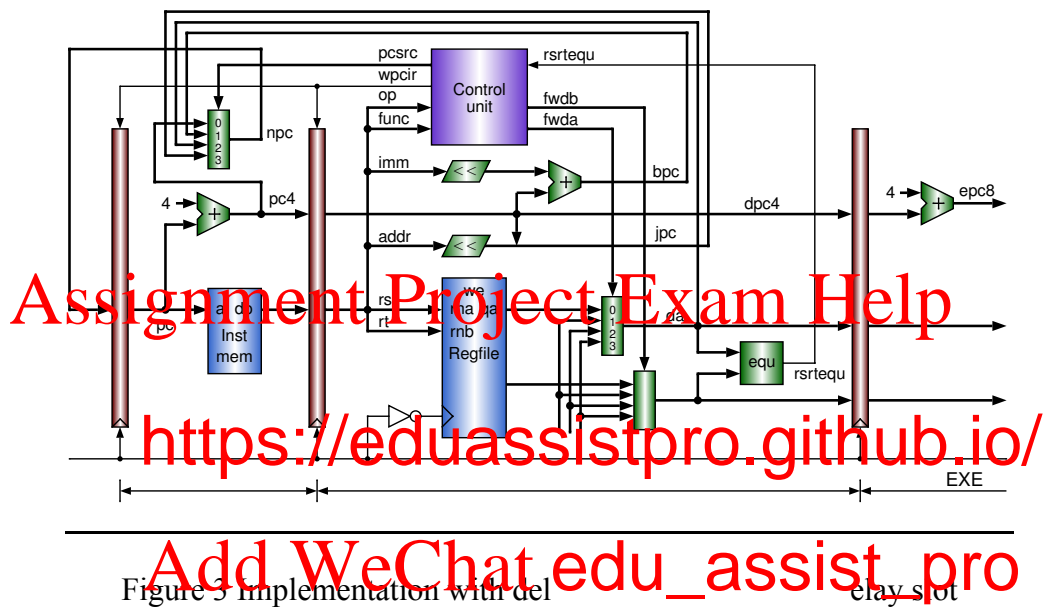 pcsrc
wpcir
op
func
Control
unit
rsrtequ
fwdb
fwda
0
1
2
3
npc
imm
<<
+
bpc
4
+
pc4
dpc4
4
+
epc8
addr
<<
jpc
Assignment Project Exam Help
pc
a do
Inst
mem
rs
rt
we
rna qa
rnb
Regfile
0
1
2
3
da
equ
rsrtequ
https://eduassistpro.github.io/
EXE
Add WeChat edu_assist_pro
Figure 3 Implementation with del elay slot